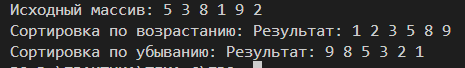 Исходный массив: 5 3 8 1 9 2
Сортировка по возрастанию: Результат: 1 2 3 5 8 9
Сортировка по убыванию: Результат: 9 8 5 3 2 1